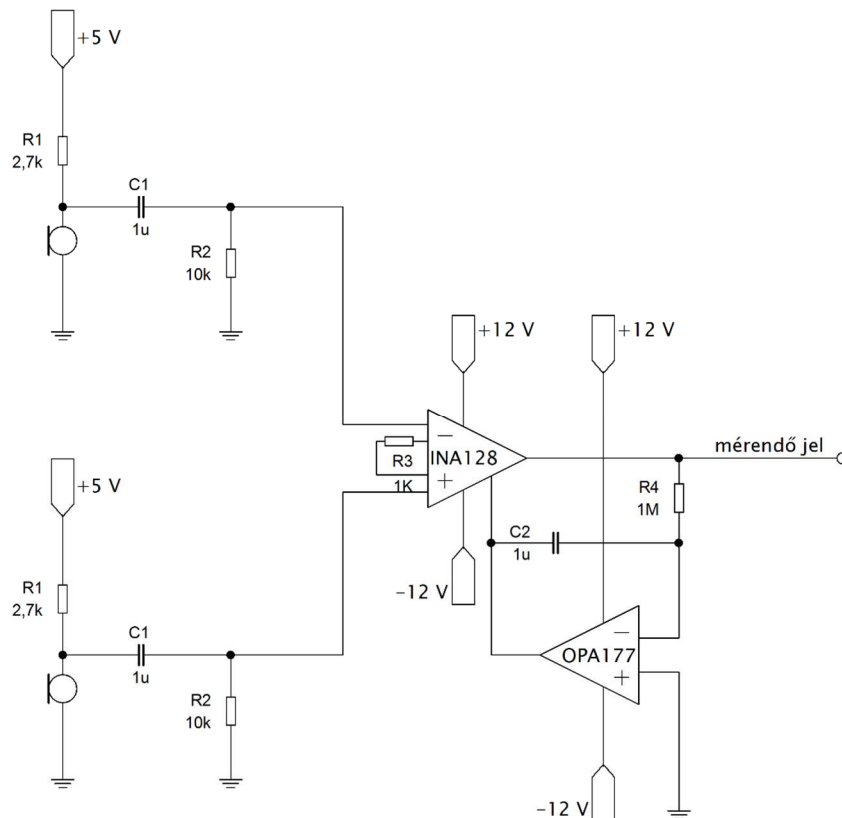 +5 V
R1
2,7k
C1
1u
R2
10k
+12 V
+12 V
INA128
R3
1K
mérendő jel
R4
1M
C2
1u
−12 V
+5 V
R1
2,7k
C1
1u
R2
10k
OPA177
−12 V